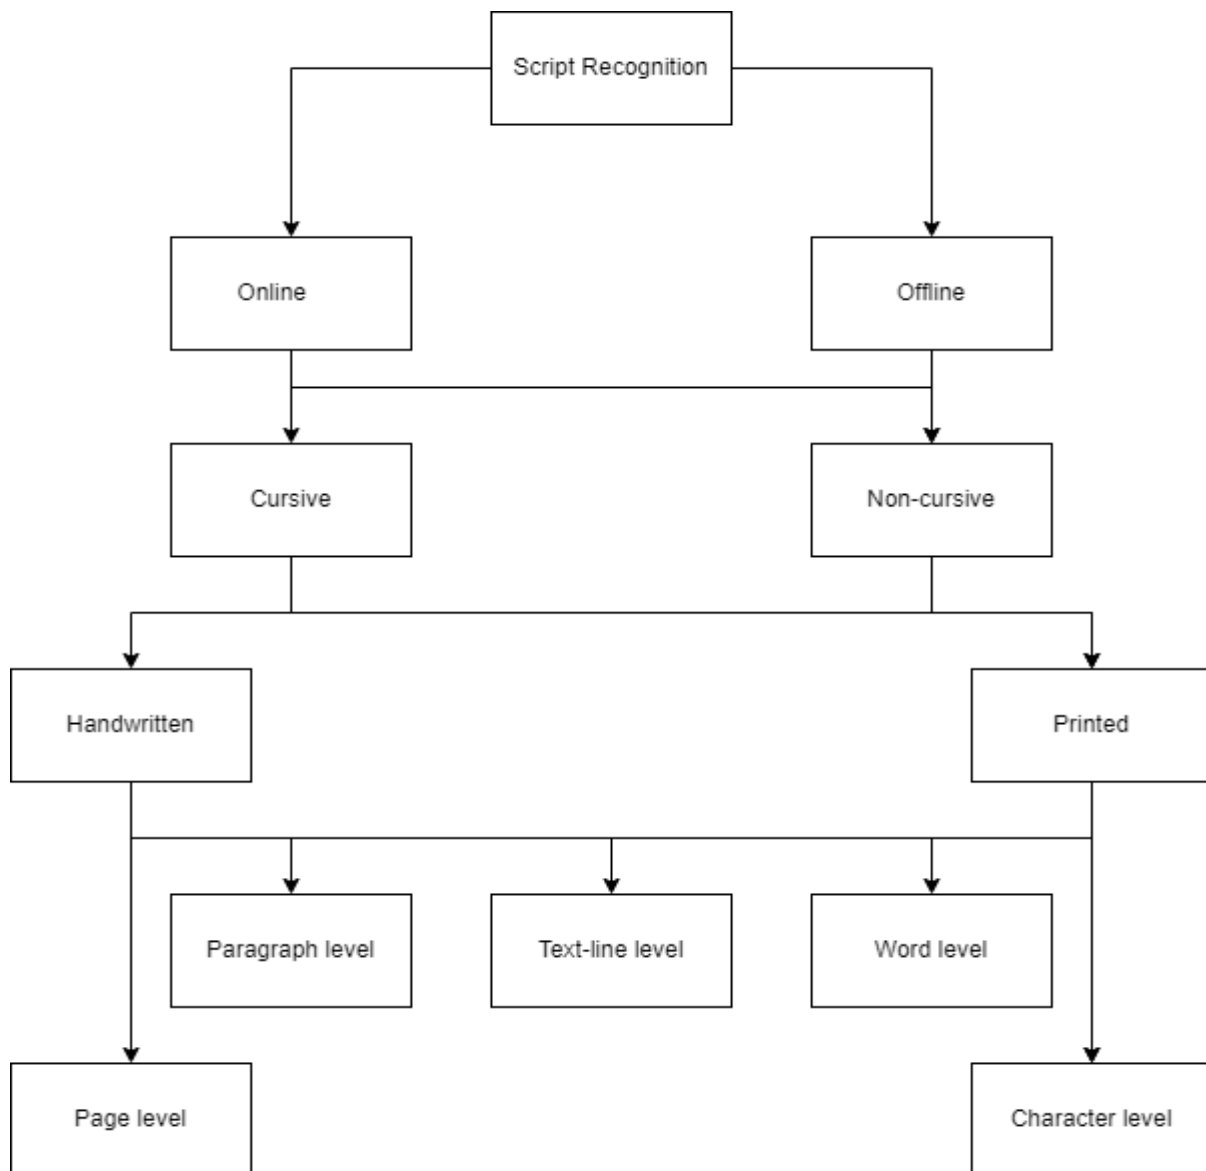 Script Recognition
Online
Offline
Cursive
Non-cursive
Handwritten
Printed
Paragraph level
Text-line level
Word level
Page level
Character level